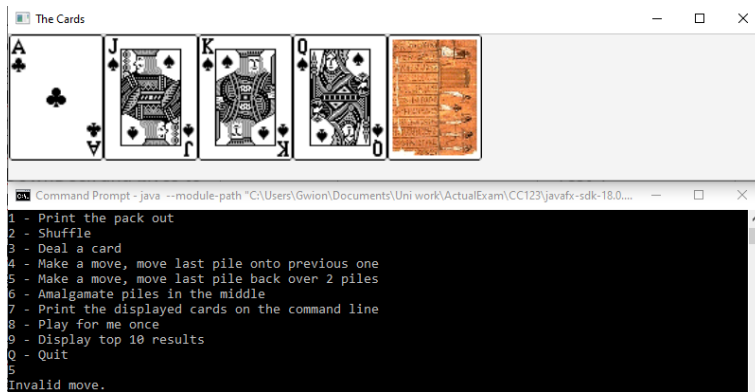 The Cards
A J K Q
A J K Q
Command Prompt - java --module-path "C:\Users\Gwion\Documents\Uni work\ActualExam\CC123\javafx-sdk-18.0....
1 - Print the pack out
2 - Shuffle
3 - Deal a card
4 - Make a move, move last pile onto previous one
5 - Make a move, move last pile back over 2 piles
6 - Amalgamate piles in the middle
7 - Print the displayed cards on the command line
8 - Play for me once
9 - Display top 10 results
Q - Quit
5
Invalid move.